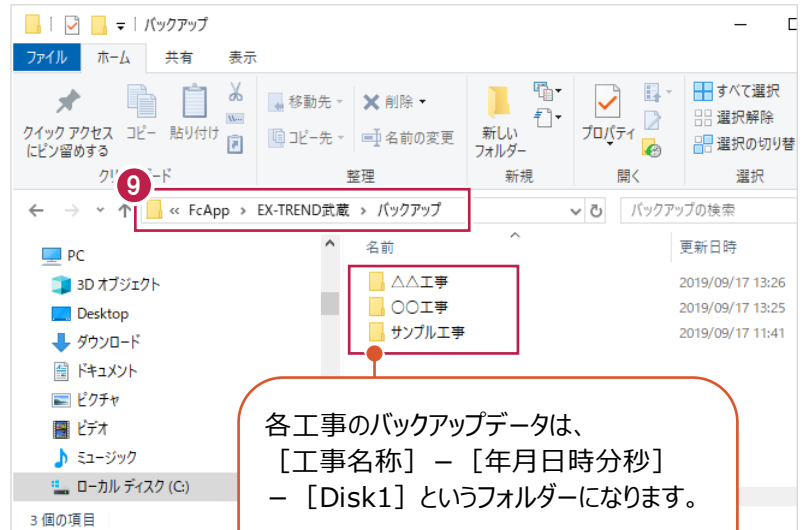 バックアップ
ファイル ホーム 共有 表示
クイック アクセス
にピン留めする
コピー
貼り付け
移動先
コピー先
削除
名前の変更
新しい
フォルダー
プロパティ
すべて選択
選択解除
選択の切り替
整理 新規 開く 選択
9
« FcApp › EX-TREND武蔵 › バックアップ
バックアップの検索
名前 更新日時
PC
3D オブジェクト
Desktop
ダウンロード
ドキュメント
ピクチャ
ビデオ
ミュージック
ローカル ディスク (C:)
△△工事 2019/09/17 13:26
〇〇工事 2019/09/17 13:25
サンプル工事 2019/09/17 11:41
各工事のバックアップデータは、
［工事名称］－［年月日時分秒］
－［Disk1］というフォルダーになります。
3 個の項目